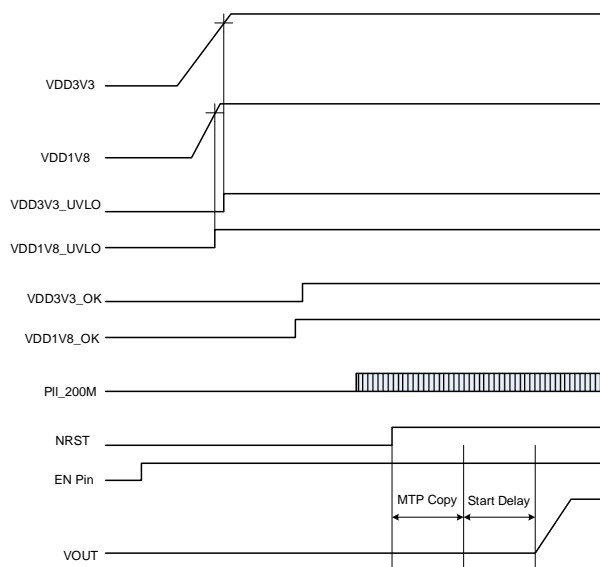 VDD3V3
VDD1V8
VDD3V3_UVLO
VDD1V8_UVLO
VDD3V3_OK
VDD1V8_OK
Pll_200M
NRST
EN Pin
MTP Copy
Start Delay
VOUT